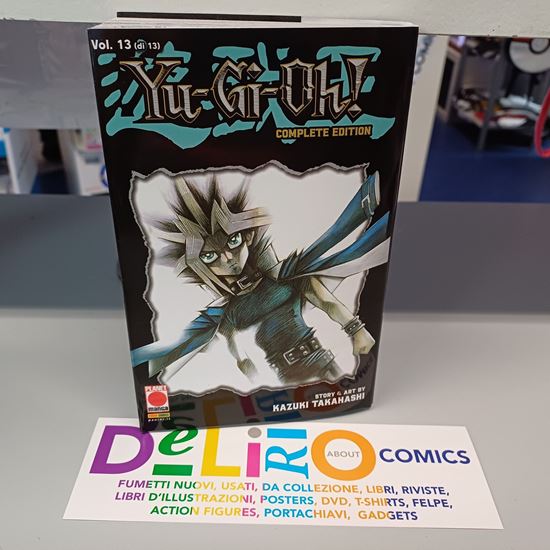 Vol. 13 (di 13)
Yu-Gi-Oh!
COMPLETE EDITION
STORY & ART BY
KAZUKI TAKAHASHI
PLANET
MANGA
DELIRIO
ABOUT
COMICS
FUMETTI NUOVI, USATI, DA COLLEZIONE, LIBRI, RIVISTE,
LIBRI D'ILLUSTRAZIONI, POSTERS, DVD, T-SHIRTS, FELPE,
ACTION FIGURES, PORTACHIAVI, GADGETS